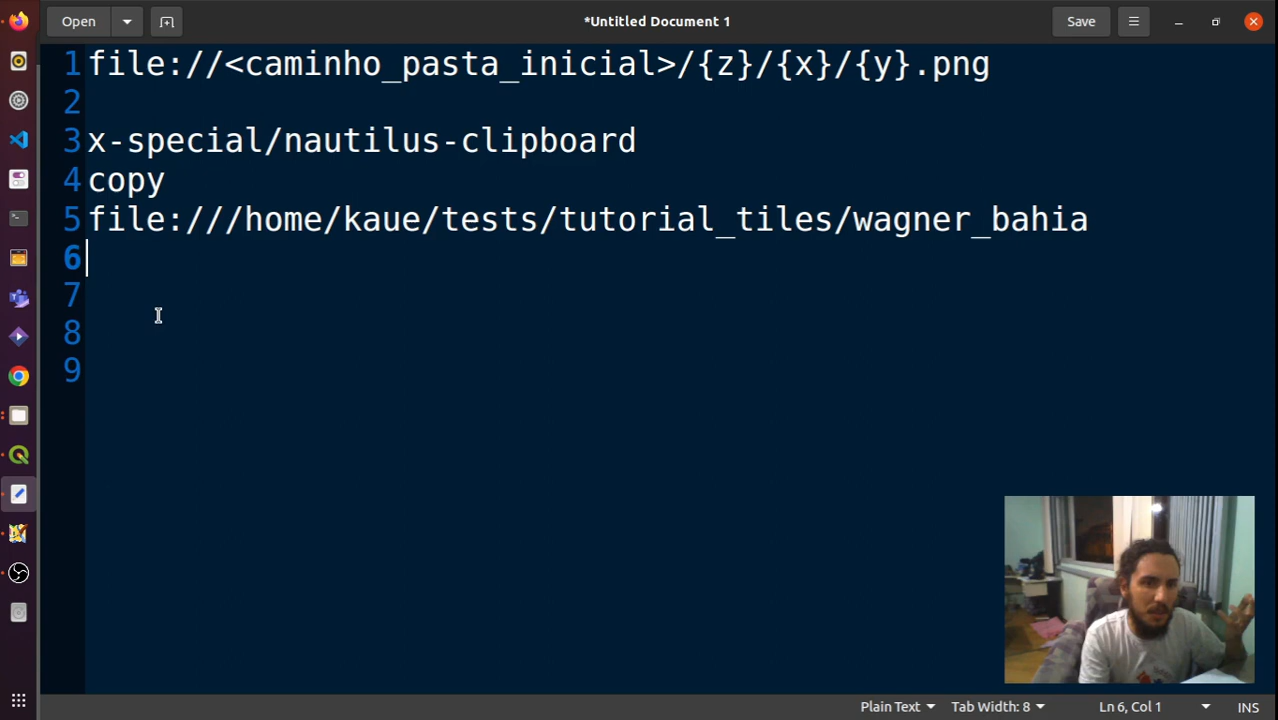 Open
*Untitled Document 1
Save
1 file://<caminho_pasta_inicial>/{z}/{x}/{y}.png
2
3 x-special/nautilus-clipboard
4 copy
5 file:///home/kaue/tests/tutorial_tiles/wagner_bahia
6
7
8
9
Plain Text
Tab Width: 8
Ln 6, Col 1
INS